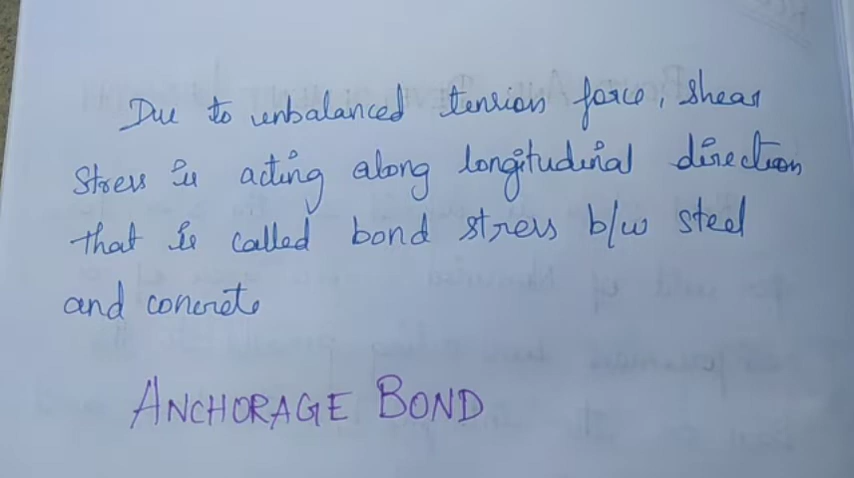 Due to unbalanced tension force, shear
stress is acting along longitudinal direction
that is called bond stress b/w steel
and concrete
ANCHORAGE BOND